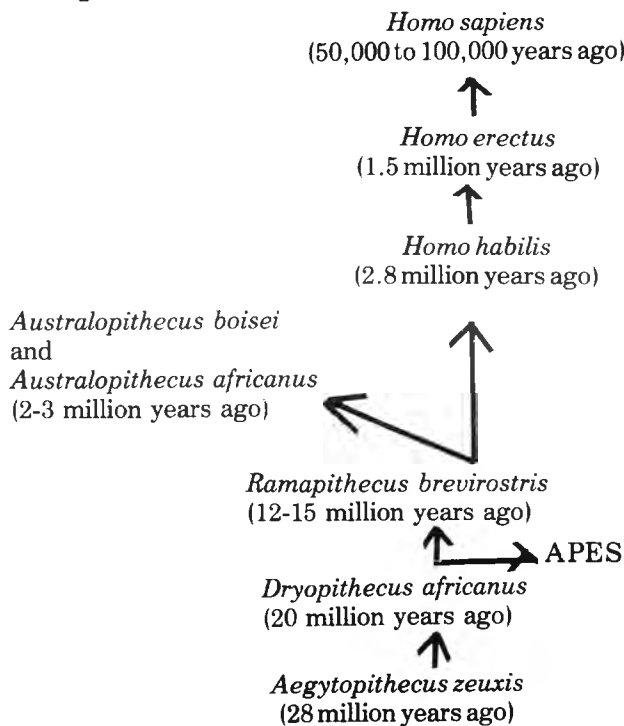 Homo sapiens
(50,000 to 100,000 years ago)
Homo erectus
(1.5 million years ago)
Homo habilis
(2.8 million years ago)
Australopithecus boisei
and
Australopithecus africanus
(2-3 million years ago)
Ramapithecus brevirostris
(12-15 million years ago)
APES
Dryopithecus africanus
(20 million years ago)
Aegytopithecus zeuxis
(28 million years ago)